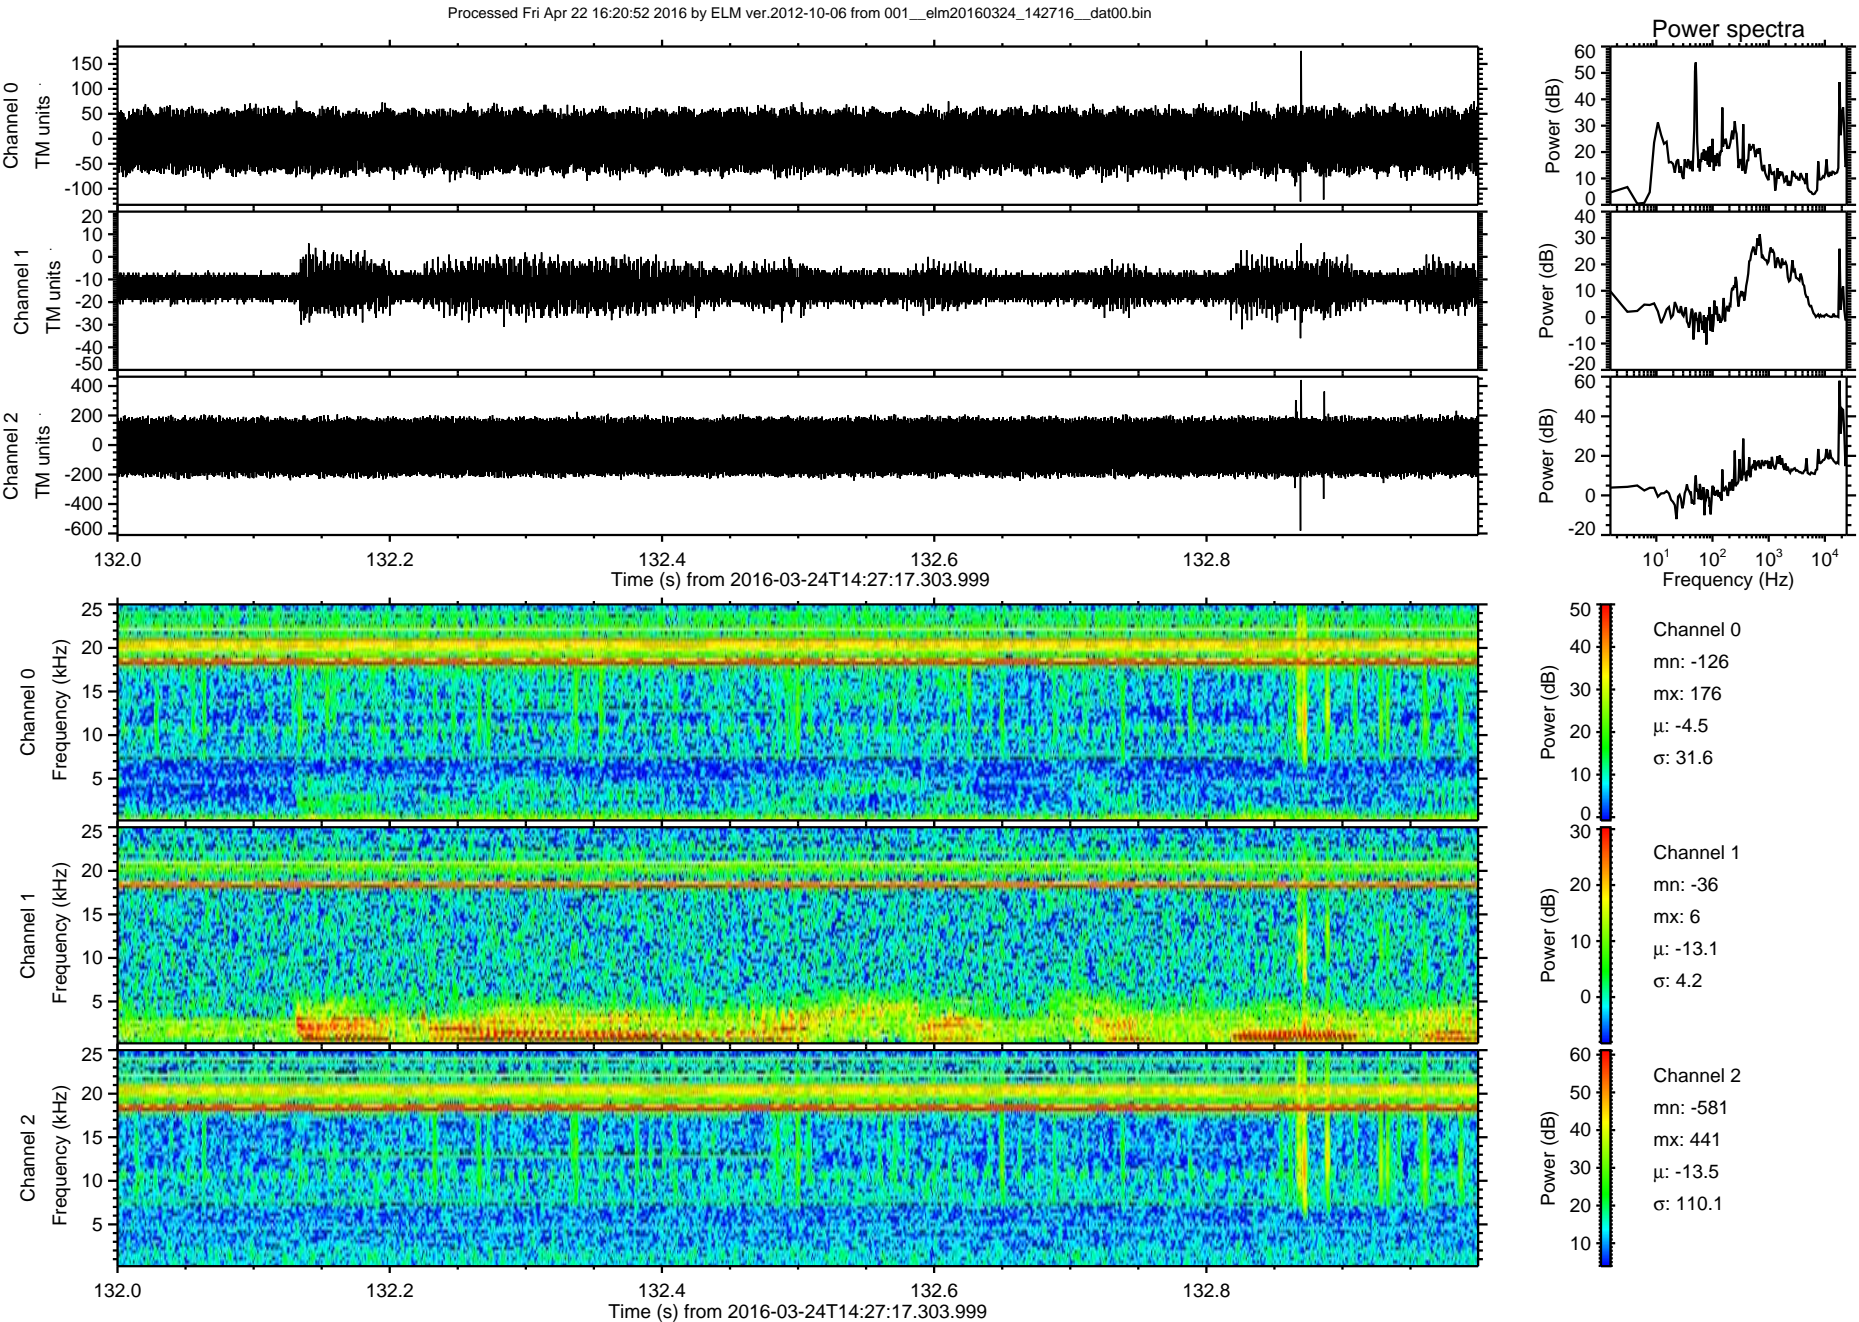 Processed Fri Apr 22 16:20:52 2016 by ELM ver.2012-10-06 from 001__elm20160324_142716__dat00.bin
Power spectra
Channel 0
TM units
150
100
50
0
-50
-100
Power (dB)
60
50
40
30
20
10
0
Channel 1
TM units
20
10
0
-10
-20
-30
-40
-50
Power (dB)
40
30
20
10
0
-10
-20
Channel 2
TM units
400
200
0
-200
-400
-600
Power (dB)
60
40
20
0
-20
132.0 132.2 132.4 132.6 132.8
Time (s) from 2016-03-24T14:27:17.303.999
10¹ 10² 10³ 10⁴
Frequency (Hz)
Channel 0
Frequency (kHz)
25
20
15
10
5
Power (dB)
50
40
30
20
10
0
Channel 0
mn: -126
mx: 176
μ: -4.5
σ: 31.6
Channel 1
Frequency (kHz)
25
20
15
10
5
Power (dB)
30
20
10
0
Channel 1
mn: -36
mx: 6
μ: -13.1
σ: 4.2
Channel 2
Frequency (kHz)
25
20
15
10
5
Power (dB)
60
50
40
30
20
10
Channel 2
mn: -581
mx: 441
μ: -13.5
σ: 110.1
132.0 132.2 132.4 132.6 132.8
Time (s) from 2016-03-24T14:27:17.303.999